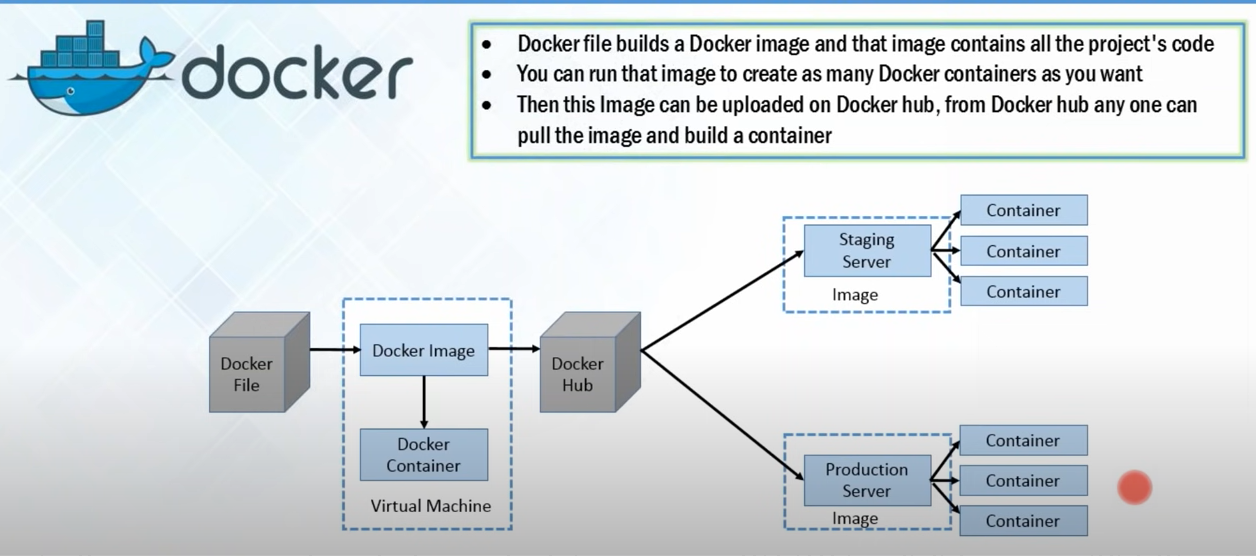 docker
• Docker file builds a Docker image and that image contains all the project's code
• You can run that image to create as many Docker containers as you want
• Then this Image can be uploaded on Docker hub, from Docker hub any one can
pull the image and build a container
Docker
File
Docker Image
Docker
Container
Virtual Machine
Docker
Hub
Staging
Server
Image
Container
Container
Container
Production
Server
Image
Container
Container
Container